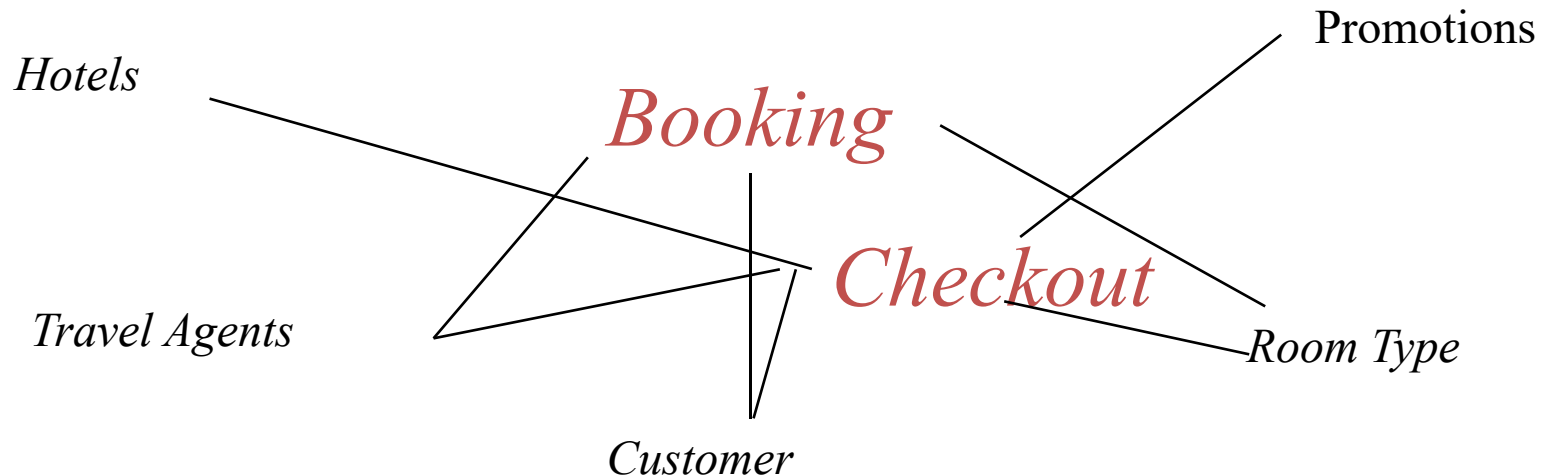 Promotions
Hotels
Booking
Checkout
Travel Agents
Room Type
Customer